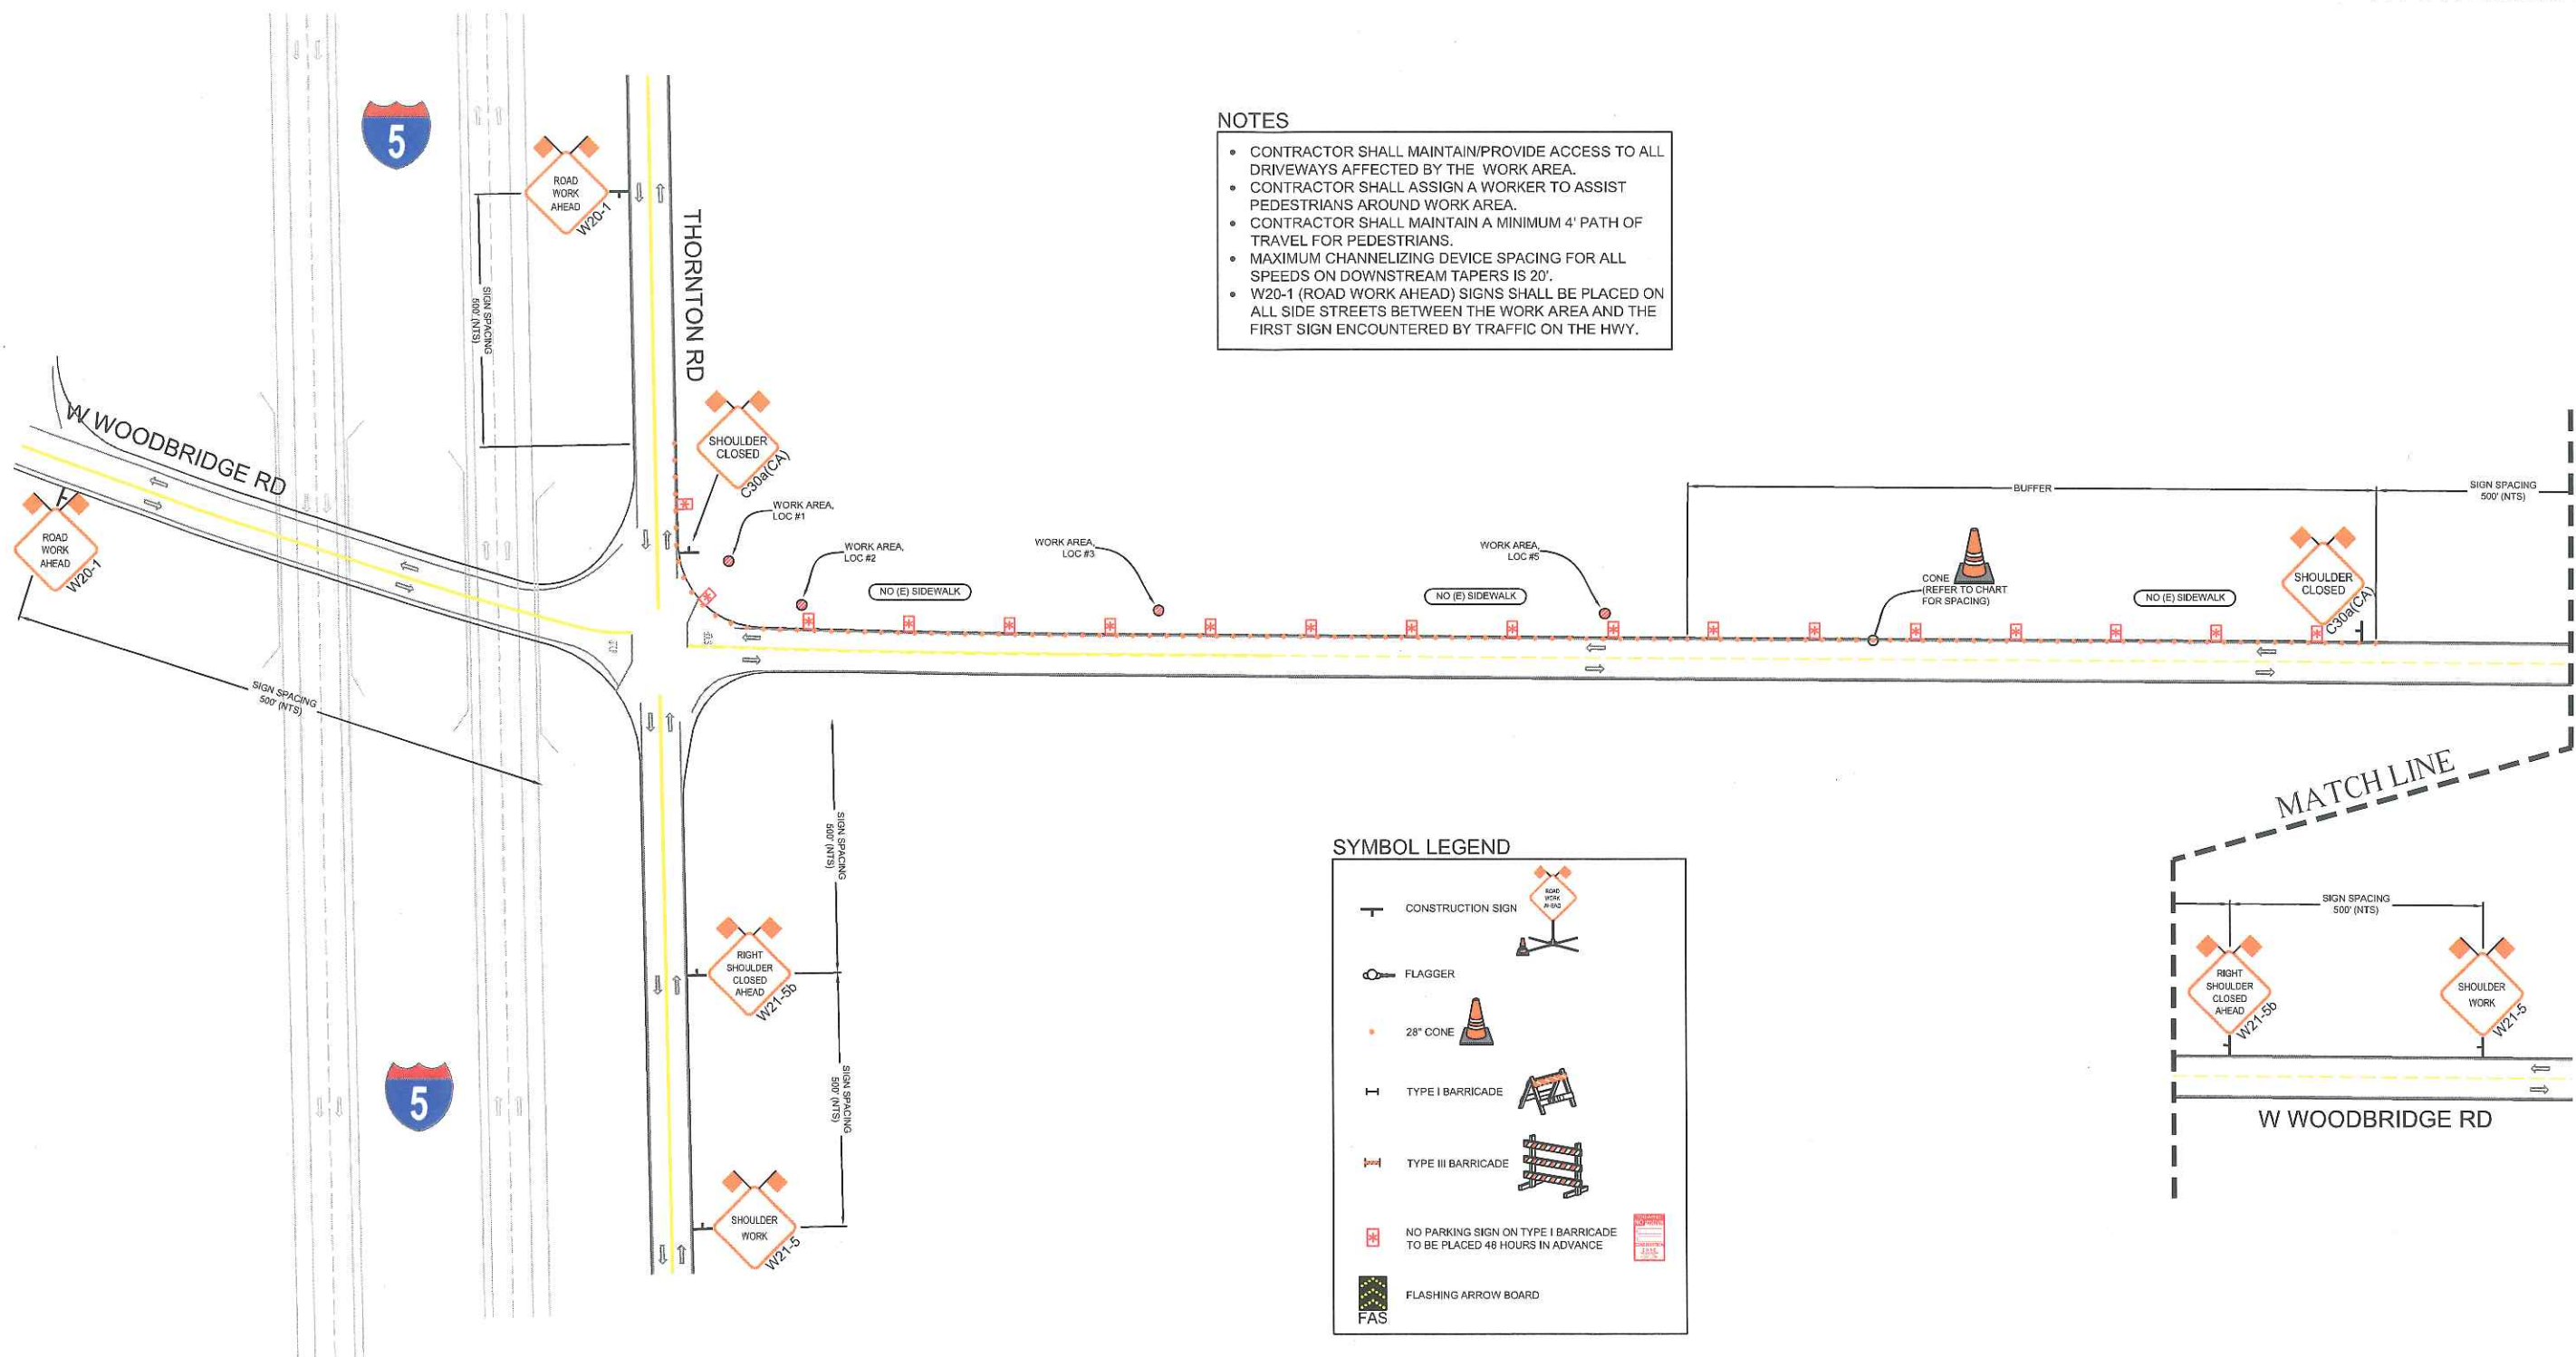 5
ROAD
WORK
AHEAD
W20-1
SIGN SPACING
500' (NTS)
THORNTON RD
NOTES
• CONTRACTOR SHALL MAINTAIN/PROVIDE ACCESS TO ALL
DRIVEWAYS AFFECTED BY THE WORK AREA.
• CONTRACTOR SHALL ASSIGN A WORKER TO ASSIST
PEDESTRIANS AROUND WORK AREA.
• CONTRACTOR SHALL MAINTAIN A MINIMUM 4' PATH OF
TRAVEL FOR PEDESTRIANS.
• MAXIMUM CHANNELIZING DEVICE SPACING FOR ALL
SPEEDS ON DOWNSTREAM TAPERS IS 20'.
• W20-1 (ROAD WORK AHEAD) SIGNS SHALL BE PLACED ON
ALL SIDE STREETS BETWEEN THE WORK AREA AND THE
FIRST SIGN ENCOUNTERED BY TRAFFIC ON THE HWY.
W WOODBRIDGE RD
ROAD
WORK
AHEAD
W20-1
SIGN SPACING
500' (NTS)
SHOULDER
CLOSED
C30a(CA)
WORK AREA,
LOC #1
WORK AREA,
LOC #2
NO (E) SIDEWALK
WORK AREA,
LOC #3
NO (E) SIDEWALK
WORK AREA,
LOC #5
BUFFER
SIGN SPACING
500' (NTS)
CONE
(REFER TO CHART
FOR SPACING)
NO (E) SIDEWALK
SHOULDER
CLOSED
C30a(CA)
MATCH LINE
SIGN SPACING
500' (NTS)
RIGHT
SHOULDER
CLOSED
AHEAD
W21-5b
SIGN SPACING
500' (NTS)
SHOULDER
WORK
W21-5
5
SYMBOL LEGEND
CONSTRUCTION SIGN
ROAD
WORK
AHEAD
FLAGGER
28" CONE
TYPE I BARRICADE
TYPE III BARRICADE
NO PARKING SIGN ON TYPE I BARRICADE
TO BE PLACED 48 HOURS IN ADVANCE
FLASHING ARROW BOARD
FAS
SIGN SPACING
500' (NTS)
RIGHT
SHOULDER
CLOSED
AHEAD
W21-5b
SHOULDER
WORK
W21-5
W WOODBRIDGE RD